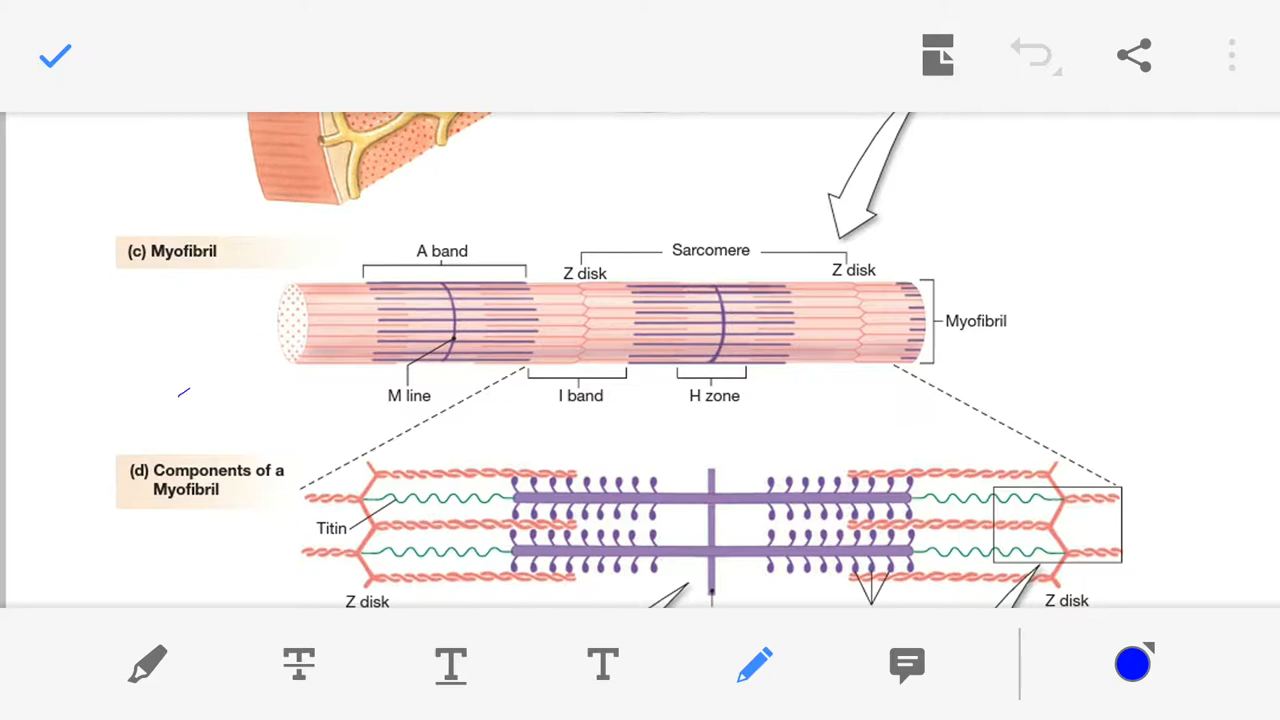 (c) Myofibril
A band
Sarcomere
Z disk
Z disk
Myofibril
M line
I band
H zone
(d) Components of a
Myofibril
Titin
Z disk
Z disk
T